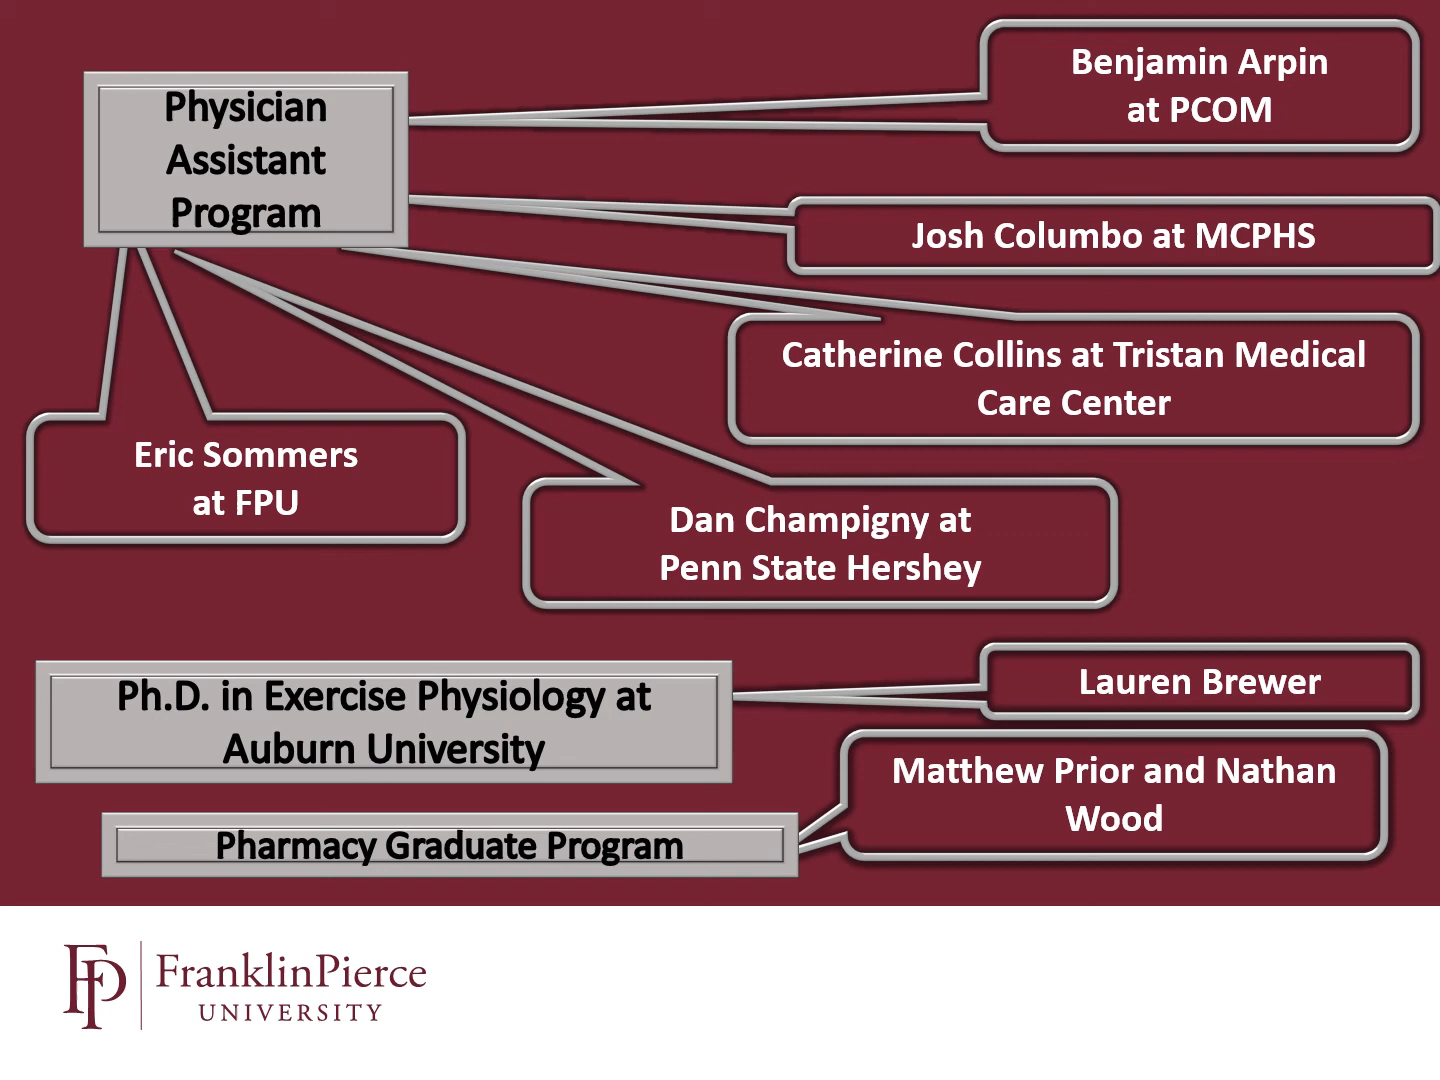 Physician
Assistant
Program
Benjamin Arpin
at PCOM
Josh Columbo at MCPHS
Catherine Collins at Tristan Medical
Care Center
Eric Sommers
at FPU
Dan Champigny at
Penn State Hershey
Ph.D. in Exercise Physiology at
Auburn University
Lauren Brewer
Pharmacy Graduate Program
Matthew Prior and Nathan
Wood
FP
FranklinPierce
UNIVERSITY